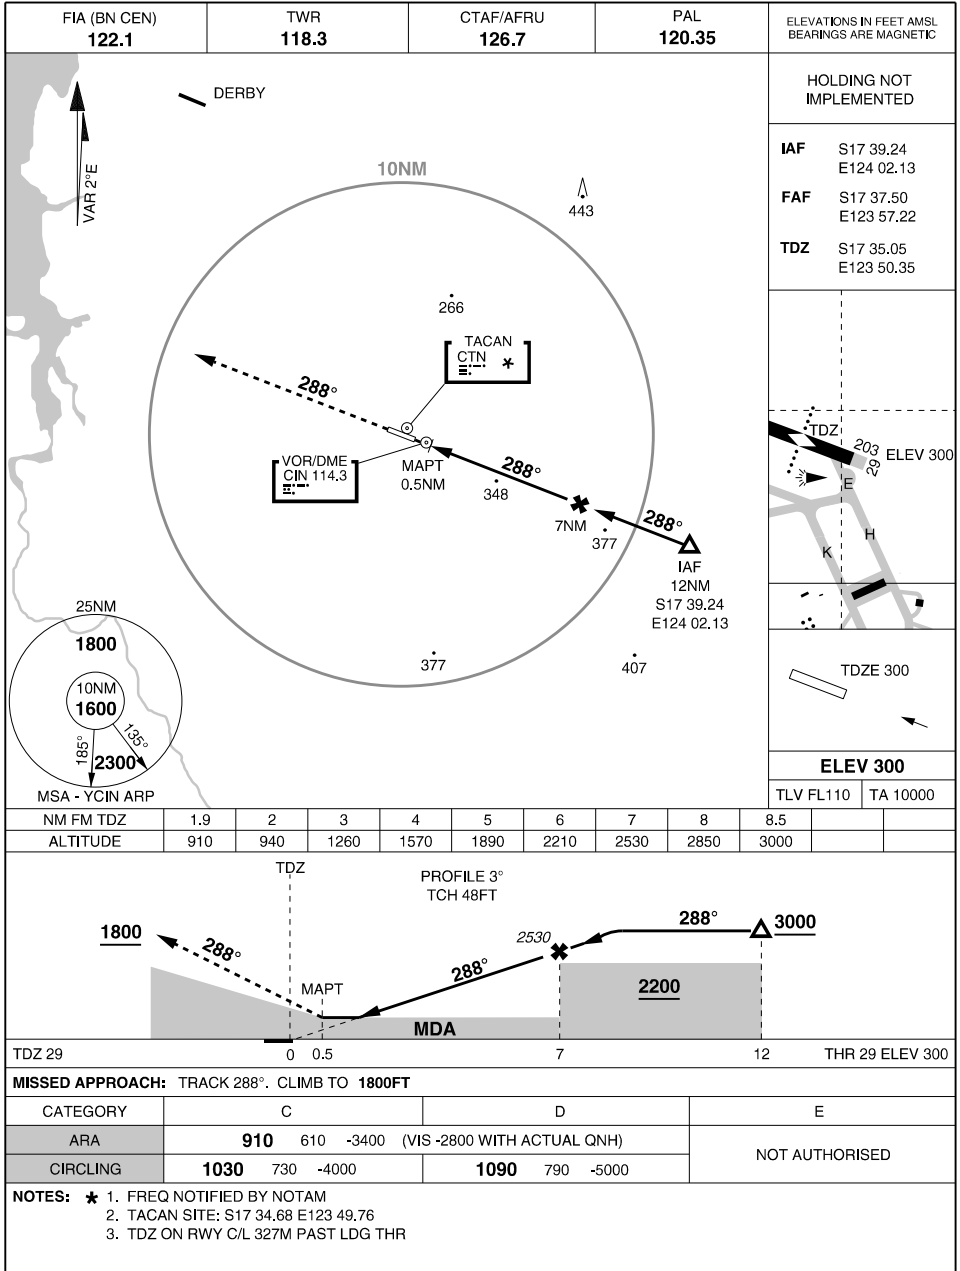 FIA (BN CEN)
122.1
TWR
118.3
CTAF/AFRU
126.7
PAL
120.35
ELEVATIONS IN FEET AMSL
BEARINGS ARE MAGNETIC
HOLDING NOT
IMPLEMENTED
IAF S17 39.24
E124 02.13
FAF S17 37.50
E123 57.22
TDZ S17 35.05
E123 50.35
DERBY
VAR 2°E
10NM
443
266
TACAN
CTN
*
288°
VOR/DME
CIN 114.3
MAPT
0.5NM
288°
348
7NM
288°
377
IAF
12NM
S17 39.24
E124 02.13
377
407
TDZ
203
29
ELEV 300
E
H
K
25NM
1800
10NM
1600
185°
135°
2300
MSA - YCIN ARP
TDZE 300
ELEV 300
TLV FL110 TA 10000
NM FM TDZ 1.9 2 3 4 5 6 7 8 8.5
ALTITUDE 910 940 1260 1570 1890 2210 2530 2850 3000
TDZ
PROFILE 3°
TCH 48FT
1800
288°
MAPT
288°
2530
288°
3000
2200
MDA
TDZ 29 0 0.5 7 12 THR 29 ELEV 300
MISSED APPROACH: TRACK 288°. CLIMB TO 1800FT
CATEGORY C D E
ARA 910 610 -3400 (VIS -2800 WITH ACTUAL QNH)
NOT AUTHORISED
CIRCLING 1030 730 -4000 1090 790 -5000
NOTES: * 1. FREQ NOTIFIED BY NOTAM
2. TACAN SITE: S17 34.68 E123 49.76
3. TDZ ON RWY C/L 327M PAST LDG THR